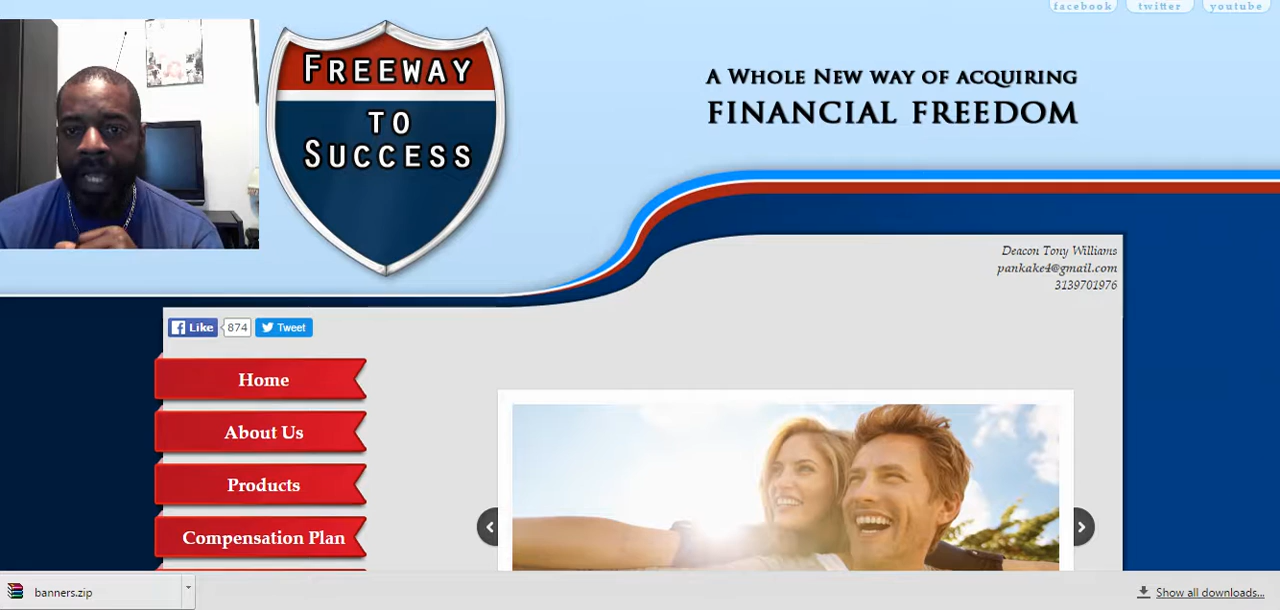 facebook
twitter
youtube
FREEWAY
TO
SUCCESS
A WHOLE NEW WAY OF ACQUIRING
FINANCIAL FREEDOM
Deacon Tony Williams
pankake4@gmail.com
3139701976
Like
874
Tweet
Home
About Us
Products
Compensation Plan
banners.zip
Show all downloads...